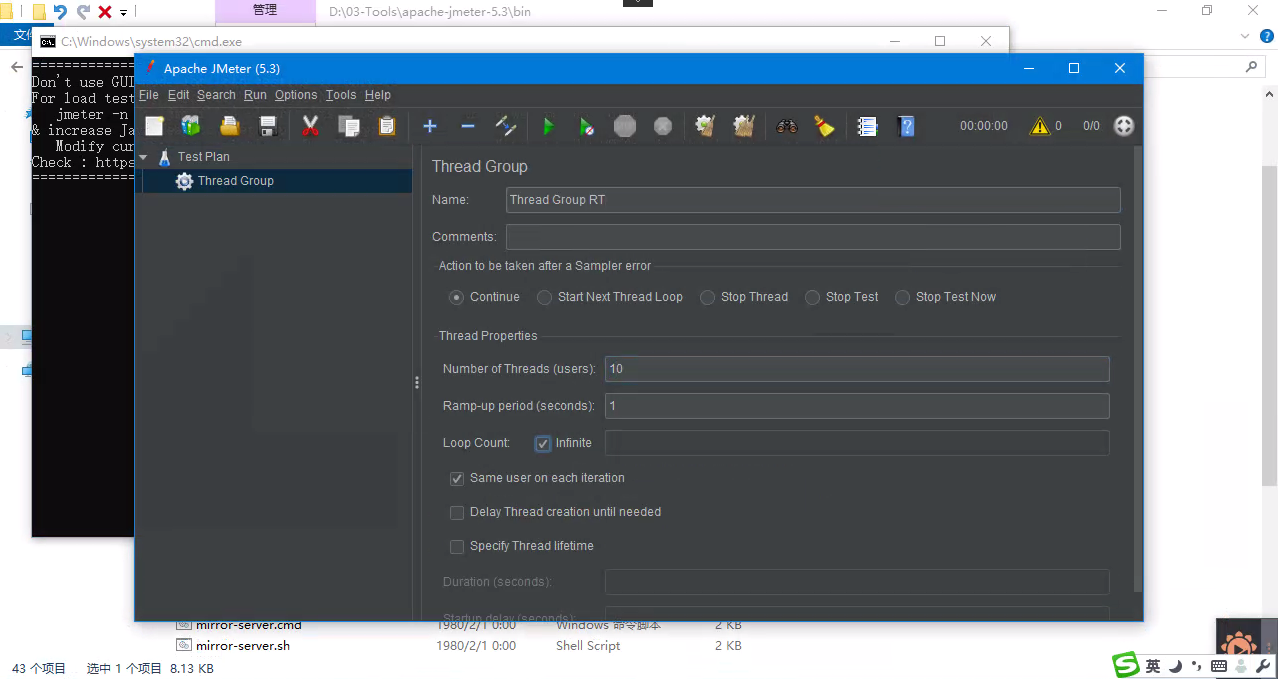 管理
D:\03-Tools\apache-jmeter-5.3\bin
C:\Windows\system32\cmd.exe
Don't use GUI
For load test
jmeter -n
& increase Ja
Modify cur
Check : https
Apache JMeter (5.3)
File Edit Search Run Options Tools Help
00:00:00 0 0/0
Test Plan
Thread Group
Thread Group
Name: Thread Group RT
Comments:
Action to be taken after a Sampler error
Continue Start Next Thread Loop Stop Thread Stop Test Stop Test Now
Thread Properties
Number of Threads (users): 10
Ramp-up period (seconds): 1
Loop Count: Infinite
Same user on each iteration
Delay Thread creation until needed
Specify Thread lifetime
Duration (seconds):
Startup delay (seconds):
mirror-server.cmd 1980/2/1 0:00 Windows 命令脚本 2 KB
mirror-server.sh 1980/2/1 0:00 Shell Script 2 KB
43 个项目 选中 1 个项目 8.13 KB
英